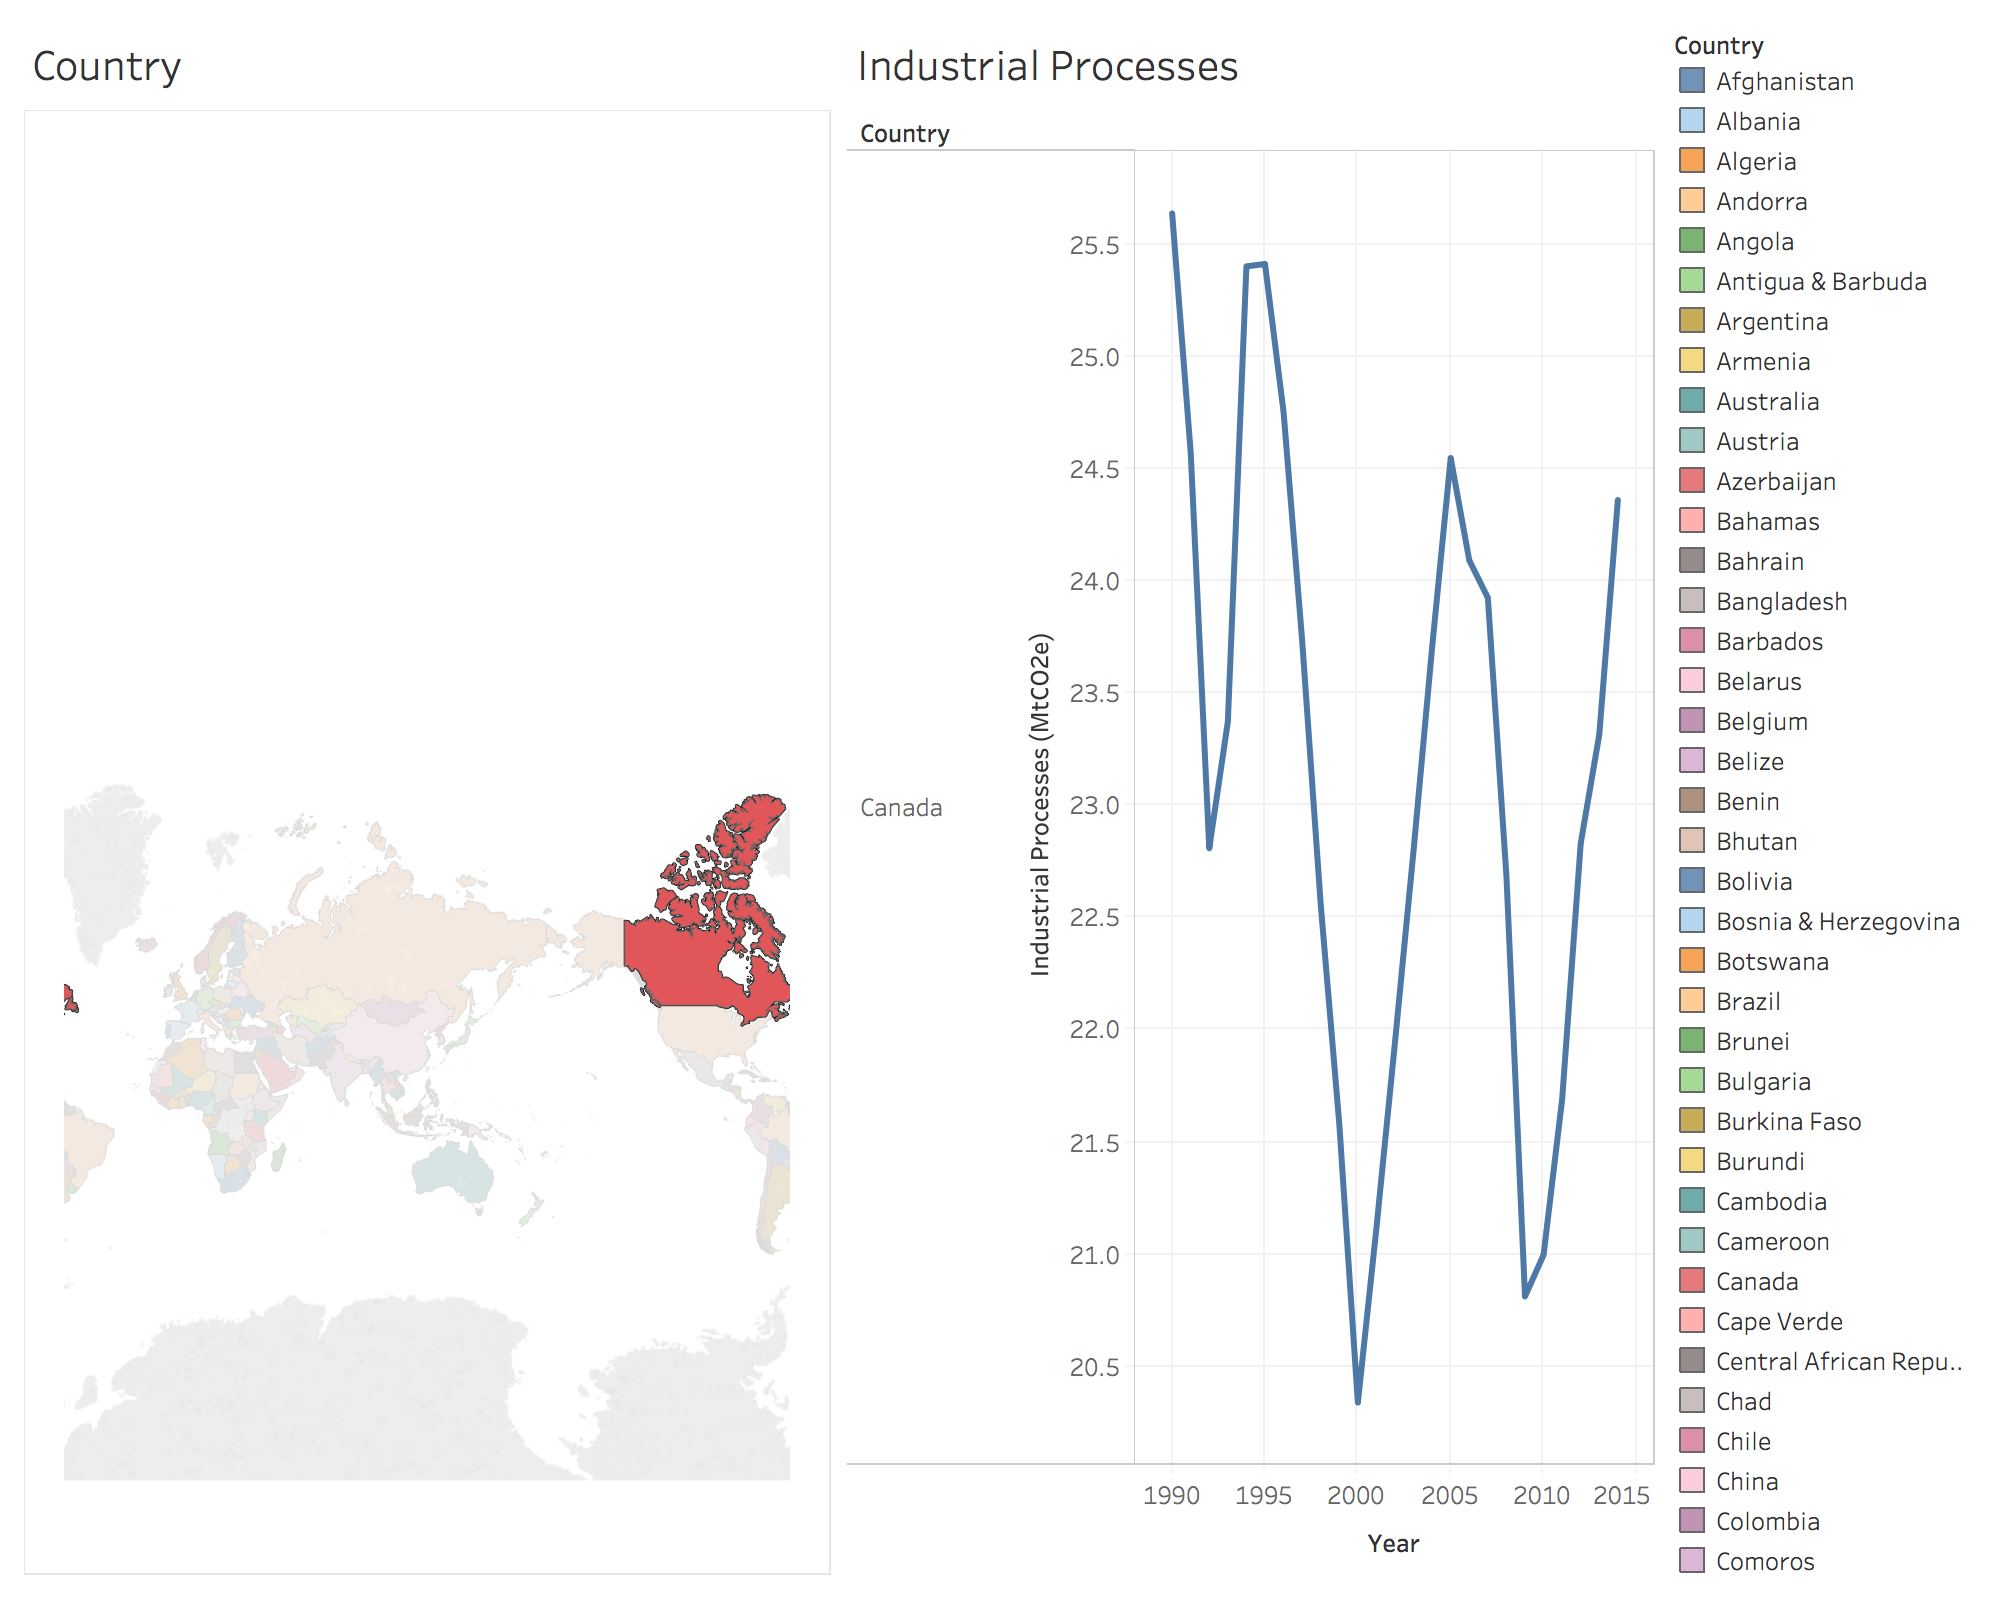 Country
Industrial Processes
Country
Canada
Industrial Processes (MtCO2e)
25.5
25.0
24.5
24.0
23.5
23.0
22.5
22.0
21.5
21.0
20.5
1990 1995 2000 2005 2010 2015
Year
Country
Afghanistan
Albania
Algeria
Andorra
Angola
Antigua & Barbuda
Argentina
Armenia
Australia
Austria
Azerbaijan
Bahamas
Bahrain
Bangladesh
Barbados
Belarus
Belgium
Belize
Benin
Bhutan
Bolivia
Bosnia & Herzegovina
Botswana
Brazil
Brunei
Bulgaria
Burkina Faso
Burundi
Cambodia
Cameroon
Canada
Cape Verde
Central African Repu..
Chad
Chile
China
Colombia
Comoros